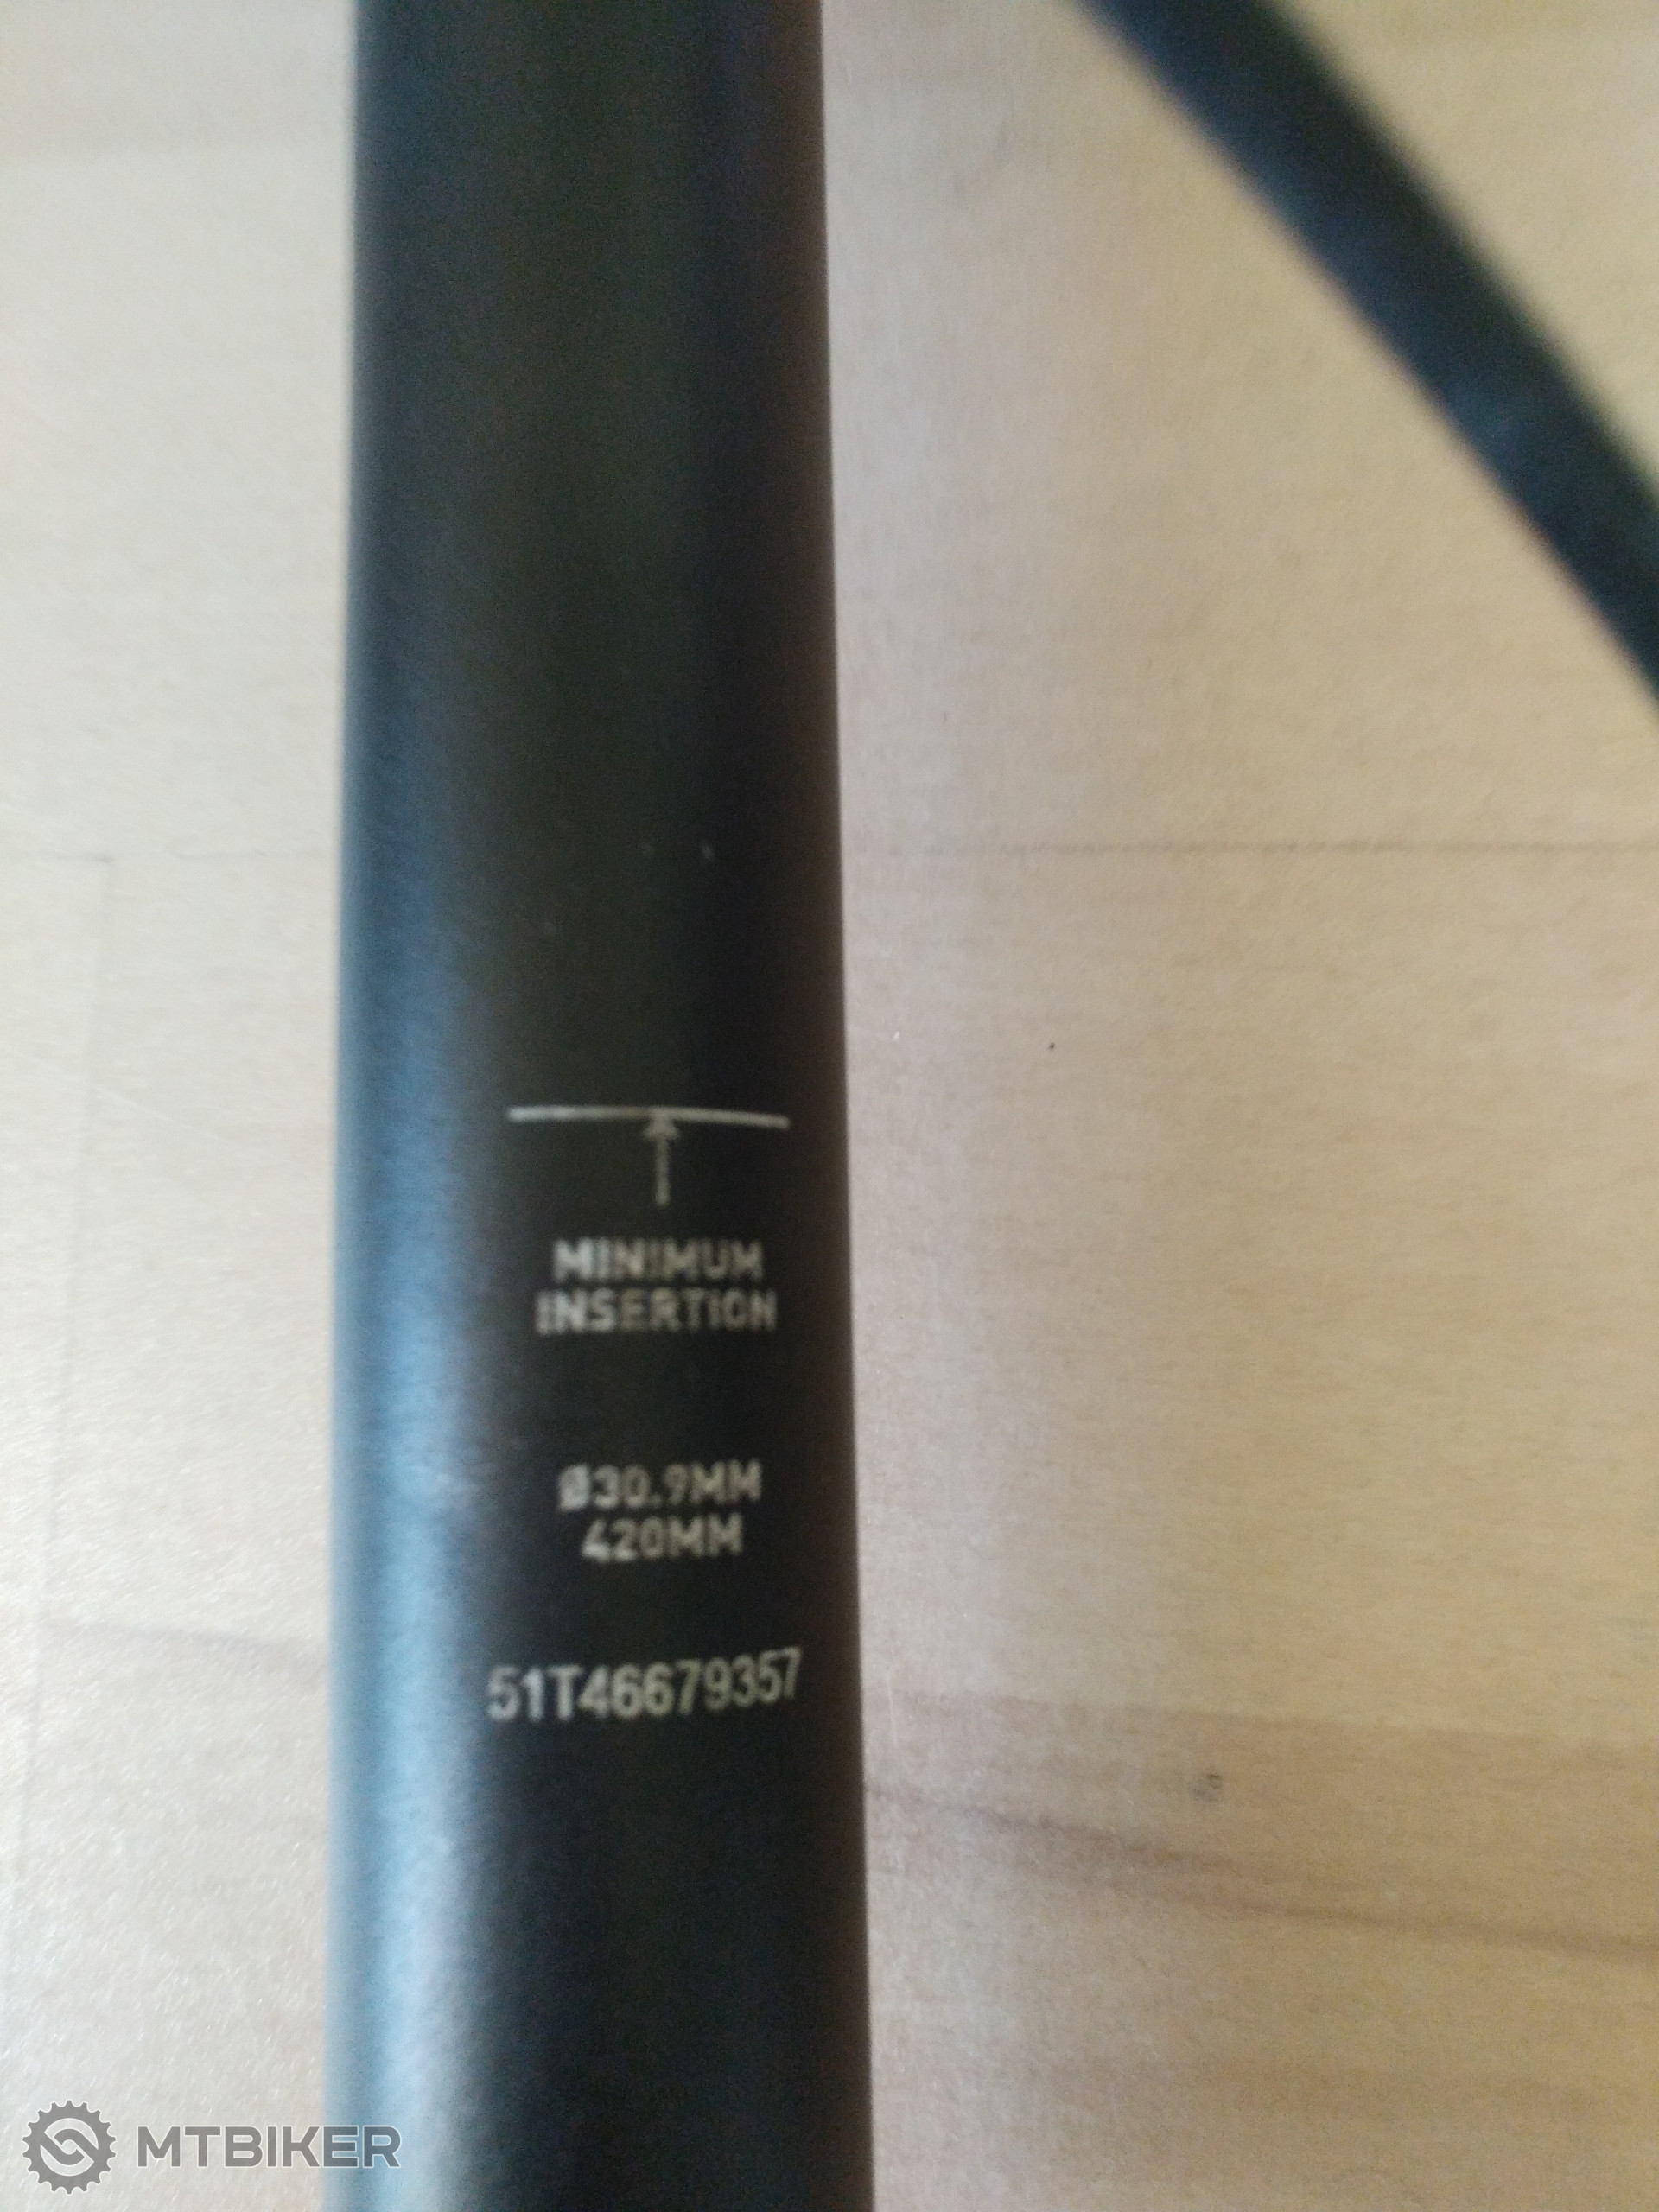 MINIMUM
INSERTION
Ø30.9MM
420MM
51T46679357
MTBIKER